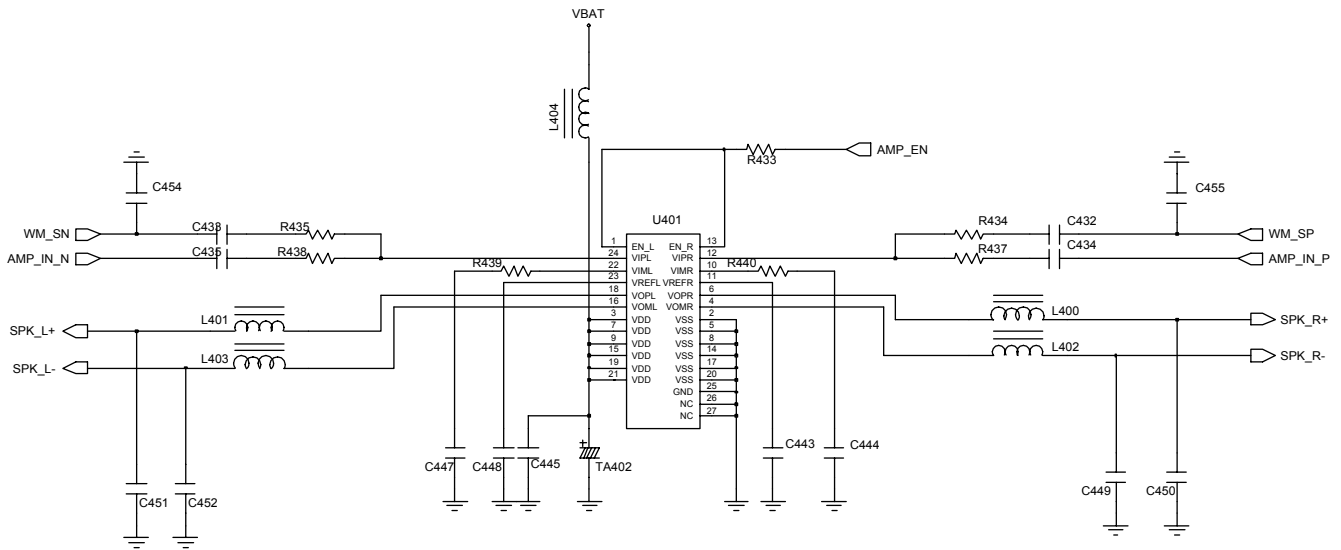 VBAT
L404
AMP_EN
R433
C454
C455
U401
WM_SN
C433
R435
R434
C432
WM_SP
AMP_IN_N
C435
R438
R437
C434
AMP_IN_P
1 EN_L EN_R 13
24 VIPL VIPR 12
R439 22 VIML VIMR 10 R440
23 VREFL VREFR 11
18 VOPL VOPR 6
16 VOML VOMR 4
3 VDD VSS 2
7 VDD VSS 5
9 VDD VSS 8
15 VDD VSS 14
19 VDD VSS 17
21 VDD VSS 20
GND 25
NC 26
NC 27
SPK_L+
L401
L400
SPK_R+
SPK_L-
L403
L402
SPK_R-
C447
C448
C445
+
TA402
C443
C444
C451
C452
C449
C450